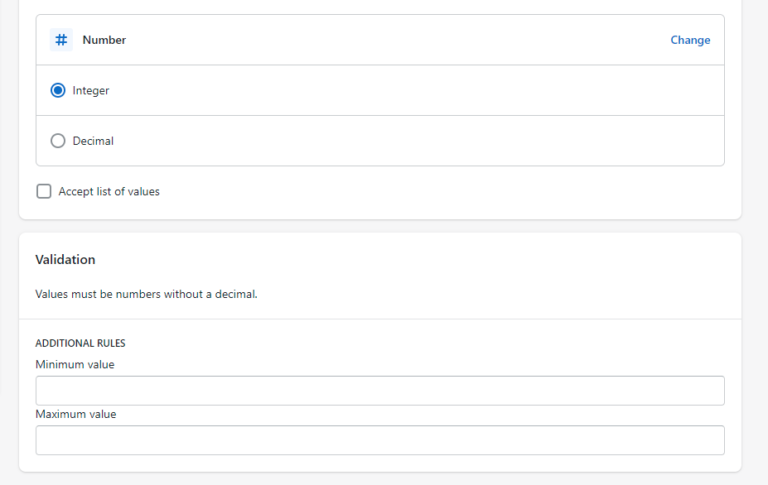 # Number
Change
Integer
Decimal
Accept list of values
Validation
Values must be numbers without a decimal.
ADDITIONAL RULES
Minimum value
Maximum value